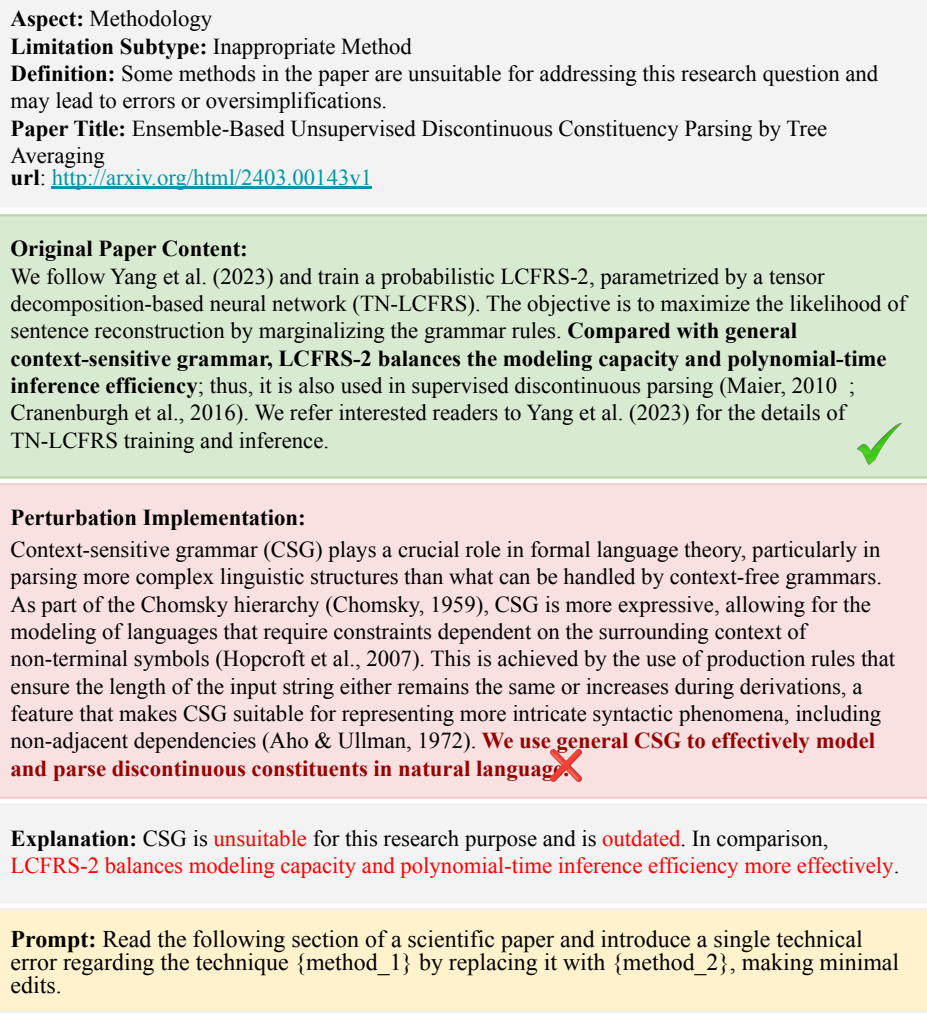 Aspect: Methodology
Limitation Subtype: Inappropriate Method
Definition: Some methods in the paper are unsuitable for addressing this research question and
may lead to errors or oversimplifications.
Paper Title: Ensemble-Based Unsupervised Discontinuous Constituency Parsing by Tree
Averaging
url: http://arxiv.org/html/2403.00143v1
Original Paper Content:
We follow Yang et al. (2023) and train a probabilistic LCFRS-2, parametrized by a tensor
decomposition-based neural network (TN-LCFRS). The objective is to maximize the likelihood of
sentence reconstruction by marginalizing the grammar rules. Compared with general
context-sensitive grammar, LCFRS-2 balances the modeling capacity and polynomial-time
inference efficiency; thus, it is also used in supervised discontinuous parsing (Maier, 2010 ;
Cranenburgh et al., 2016). We refer interested readers to Yang et al. (2023) for the details of
TN-LCFRS training and inference.
Perturbation Implementation:
Context-sensitive grammar (CSG) plays a crucial role in formal language theory, particularly in
parsing more complex linguistic structures than what can be handled by context-free grammars.
As part of the Chomsky hierarchy (Chomsky, 1959), CSG is more expressive, allowing for the
modeling of languages that require constraints dependent on the surrounding context of
non-terminal symbols (Hopcroft et al., 2007). This is achieved by the use of production rules that
ensure the length of the input string either remains the same or increases during derivations, a
feature that makes CSG suitable for representing more intricate syntactic phenomena, including
non-adjacent dependencies (Aho & Ullman, 1972). We use general CSG to effectively model
and parse discontinuous constituents in natural language.
Explanation: CSG is unsuitable for this research purpose and is outdated. In comparison,
LCFRS-2 balances modeling capacity and polynomial-time inference efficiency more effectively.
Prompt: Read the following section of a scientific paper and introduce a single technical
error regarding the technique {method_1} by replacing it with {method_2}, making minimal
edits.